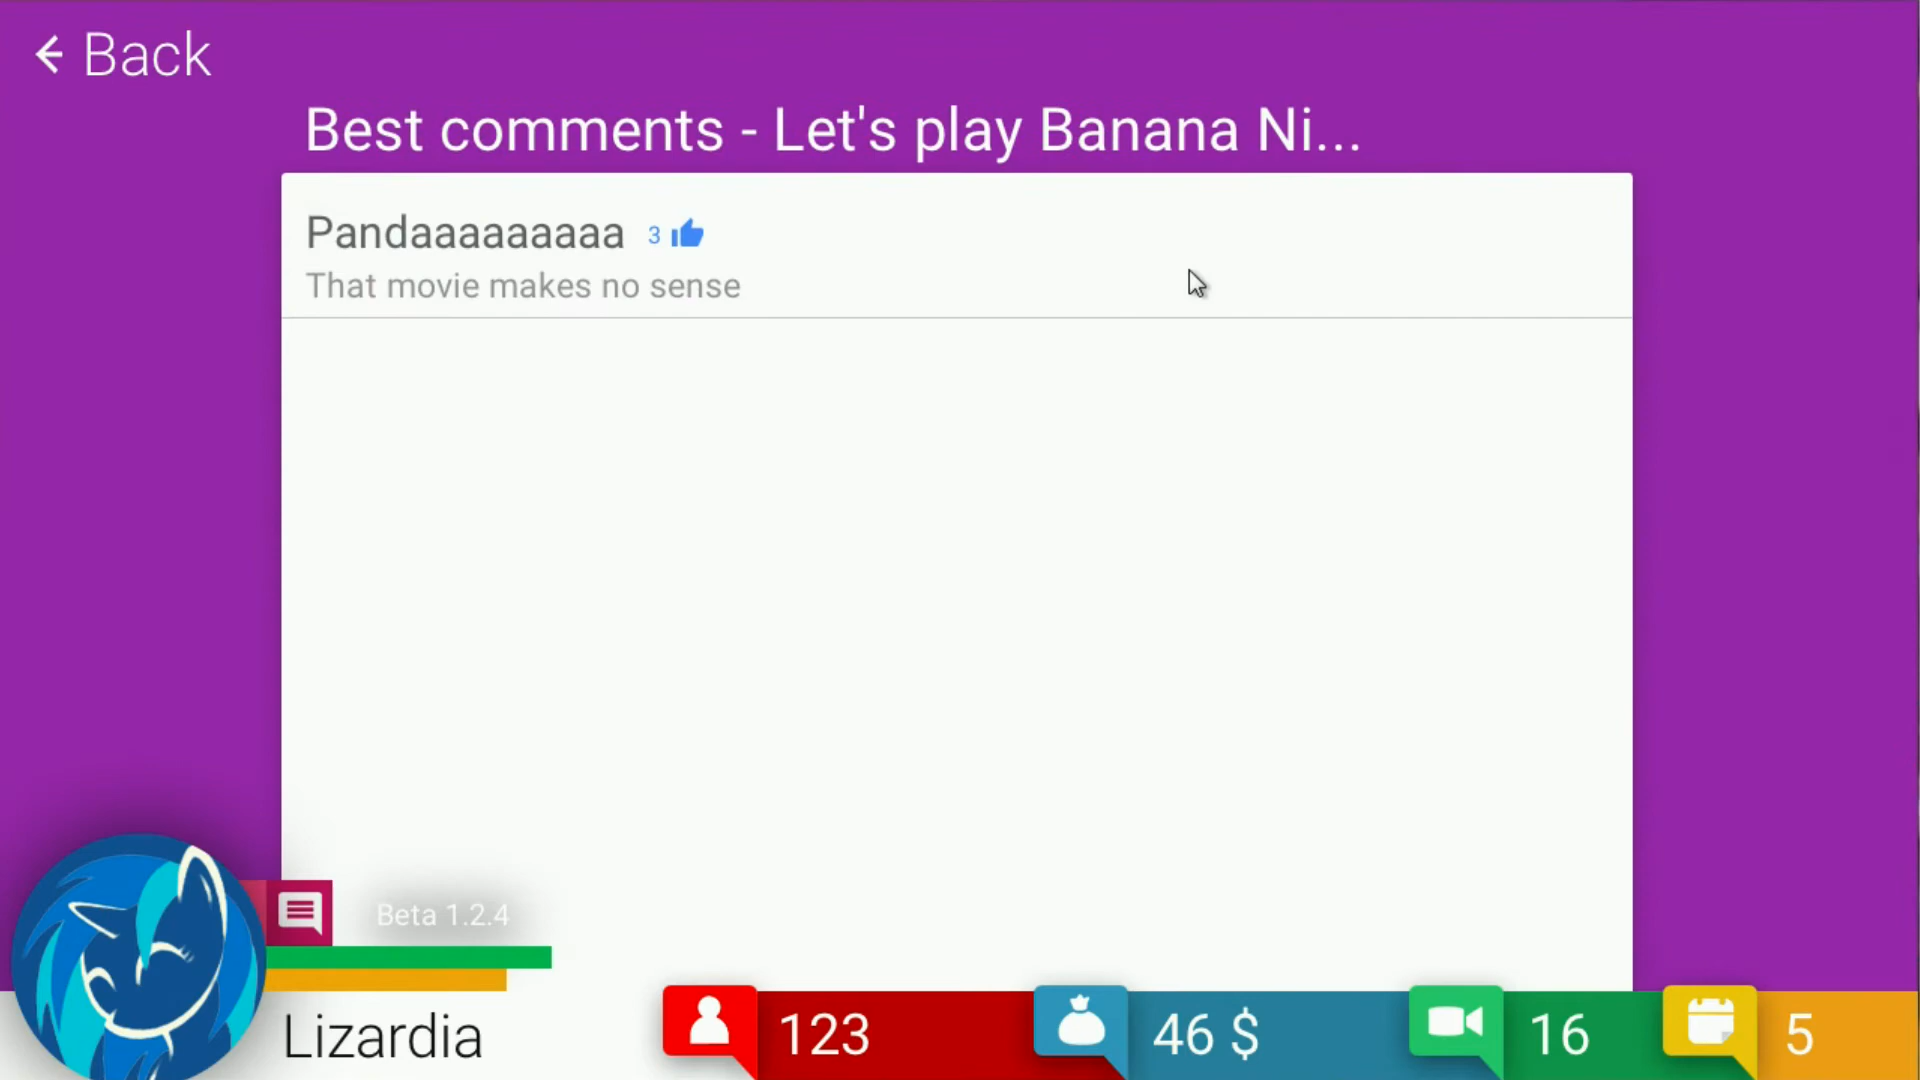 Back
Best comments - Let's play Banana Ni...
Pandaaaaaaaaa 3
That movie makes no sense
Beta 1.2.4
Lizardia
123
46 $
16
5